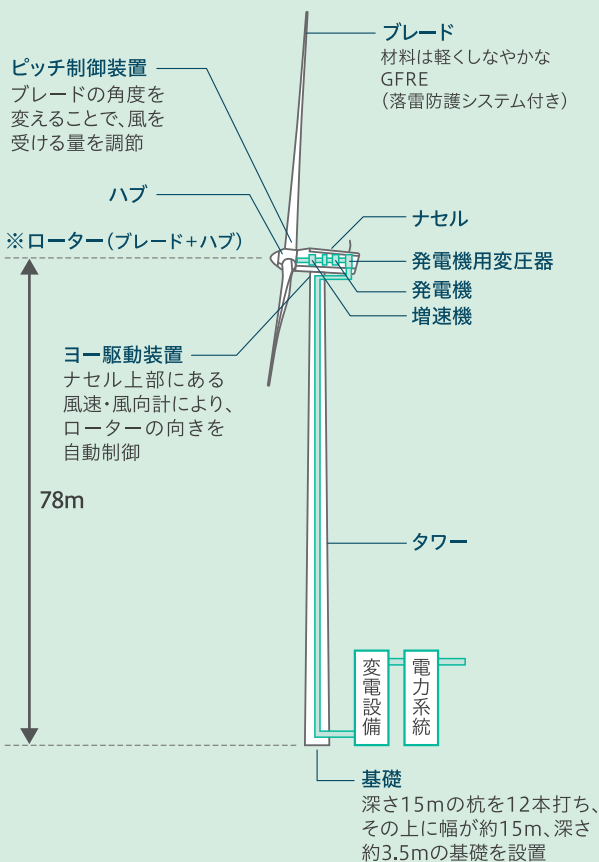 ブレード
材料は軽くしなやかな
GFRE
（落雷防護システム付き）
ピッチ制御装置
ブレードの角度を
変えることで、風を
受ける量を調節
ハブ
※ローター（ブレード＋ハブ）
ナセル
発電機用変圧器
発電機
増速機
ヨー駆動装置
ナセル上部にある
風速・風向計により、
ローターの向きを
自動制御
78m
タワー
変電設備
電力系統
基礎
深さ15mの杭を12本打ち、
その上に幅が約15m、深さ
約3.5mの基礎を設置